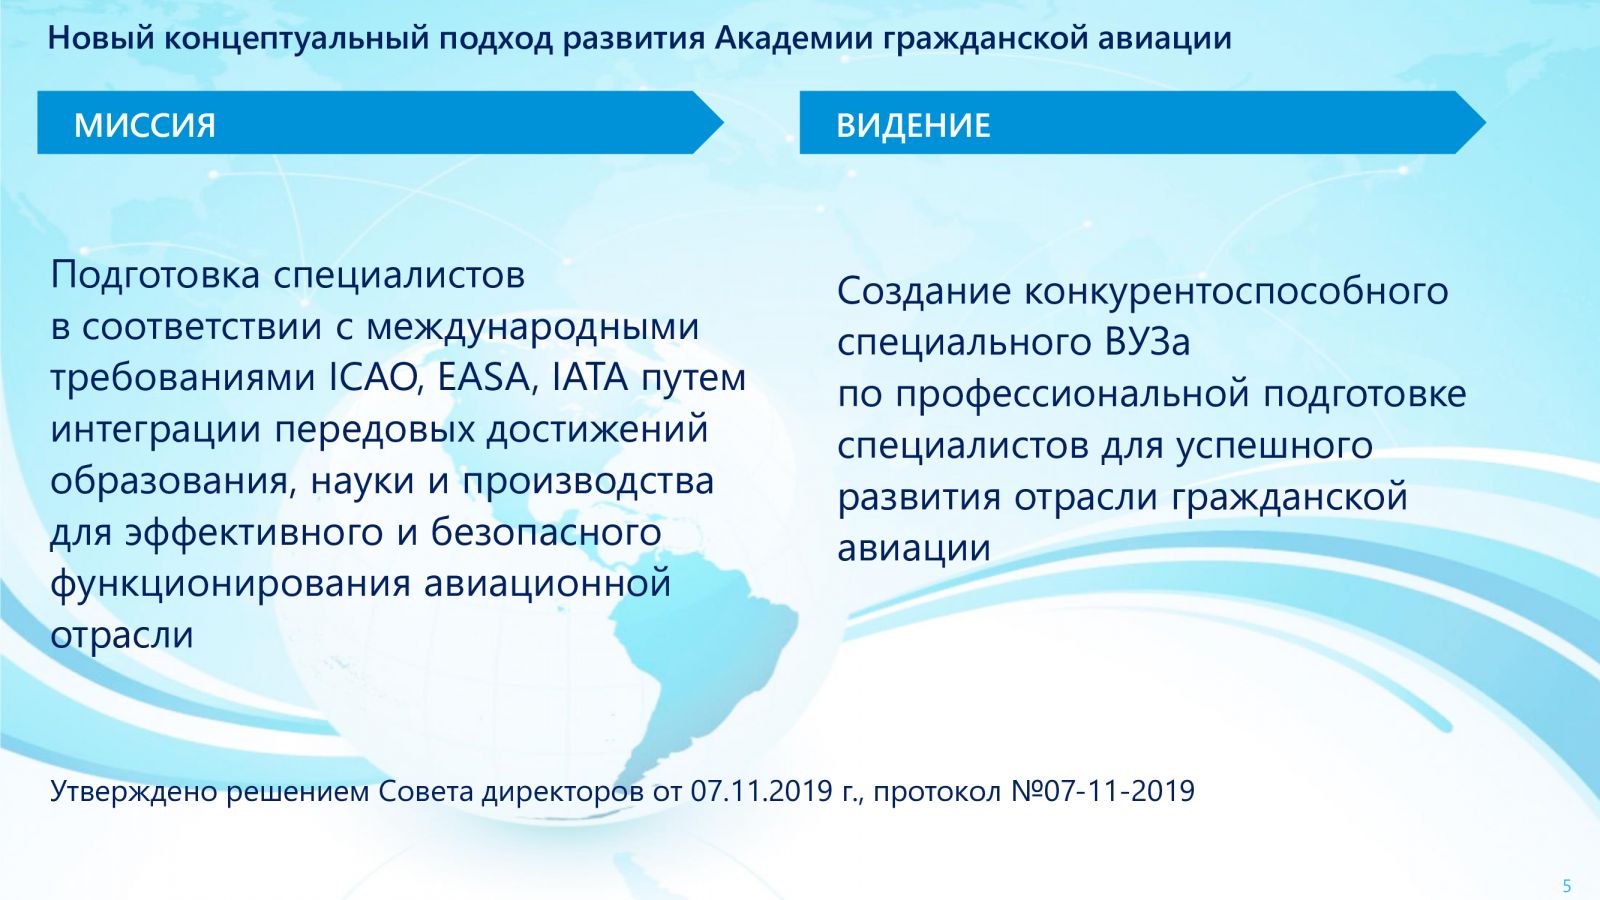 Новый концептуальный подход развития Академии гражданской авиации
МИССИЯ
Подготовка специалистов
в соответствии с международными
требованиями ICAO, EASA, IATA путем
интеграции передовых достижений
образования, науки и производства
для эффективного и безопасного
функционирования авиационной
отрасли
ВИДЕНИЕ
Создание конкурентоспособного
специального ВУЗа
по профессиональной подготовке
специалистов для успешного
развития отрасли гражданской
авиации
Утверждено решением Совета директоров от 07.11.2019 г., протокол №07-11-2019
5